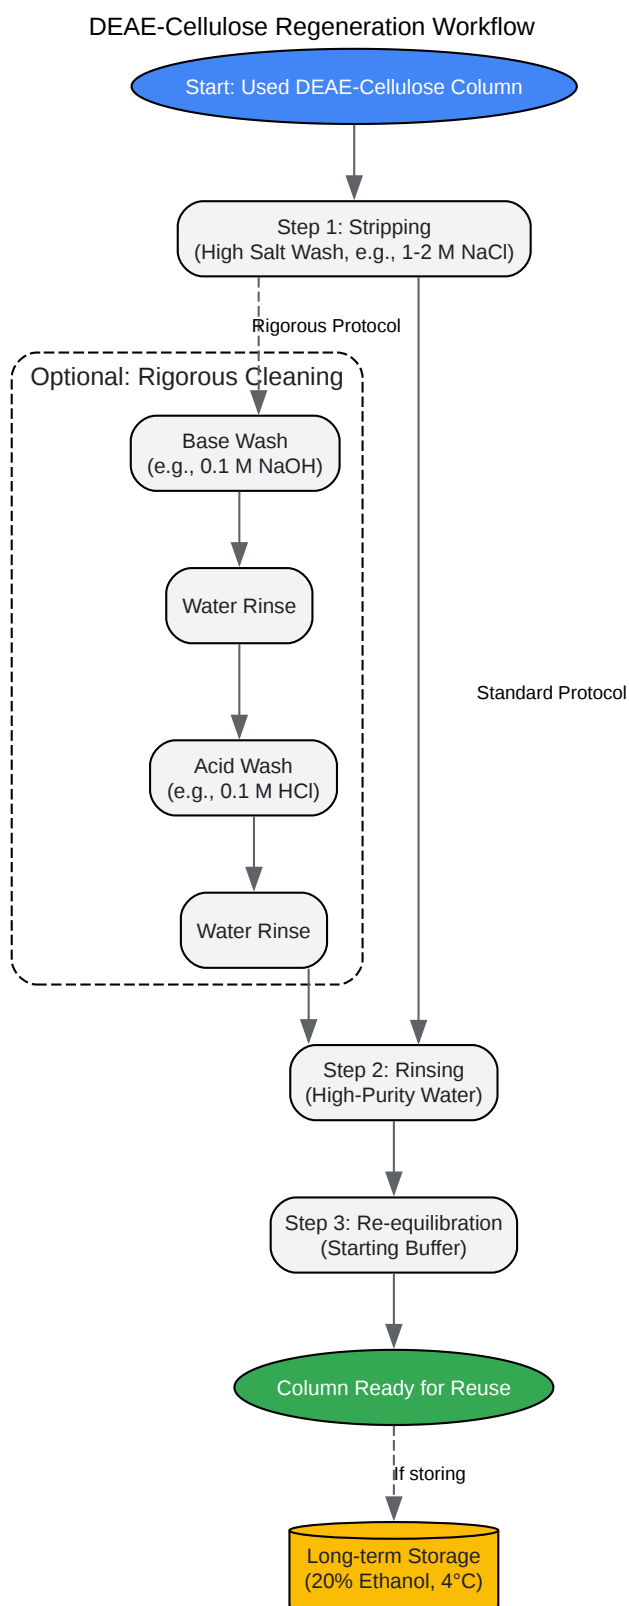 DEAE-Cellulose Regeneration Workflow
Start: Used DEAE-Cellulose Column
Step 1: Stripping
(High Salt Wash, e.g., 1-2 M NaCl)
Rigorous Protocol
Optional: Rigorous Cleaning
Base Wash
(e.g., 0.1 M NaOH)
Water Rinse
Standard Protocol
Acid Wash
(e.g., 0.1 M HCl)
Water Rinse
Step 2: Rinsing
(High-Purity Water)
Step 3: Re-equilibration
(Starting Buffer)
Column Ready for Reuse
If storing
Long-term Storage
(20% Ethanol, 4°C)